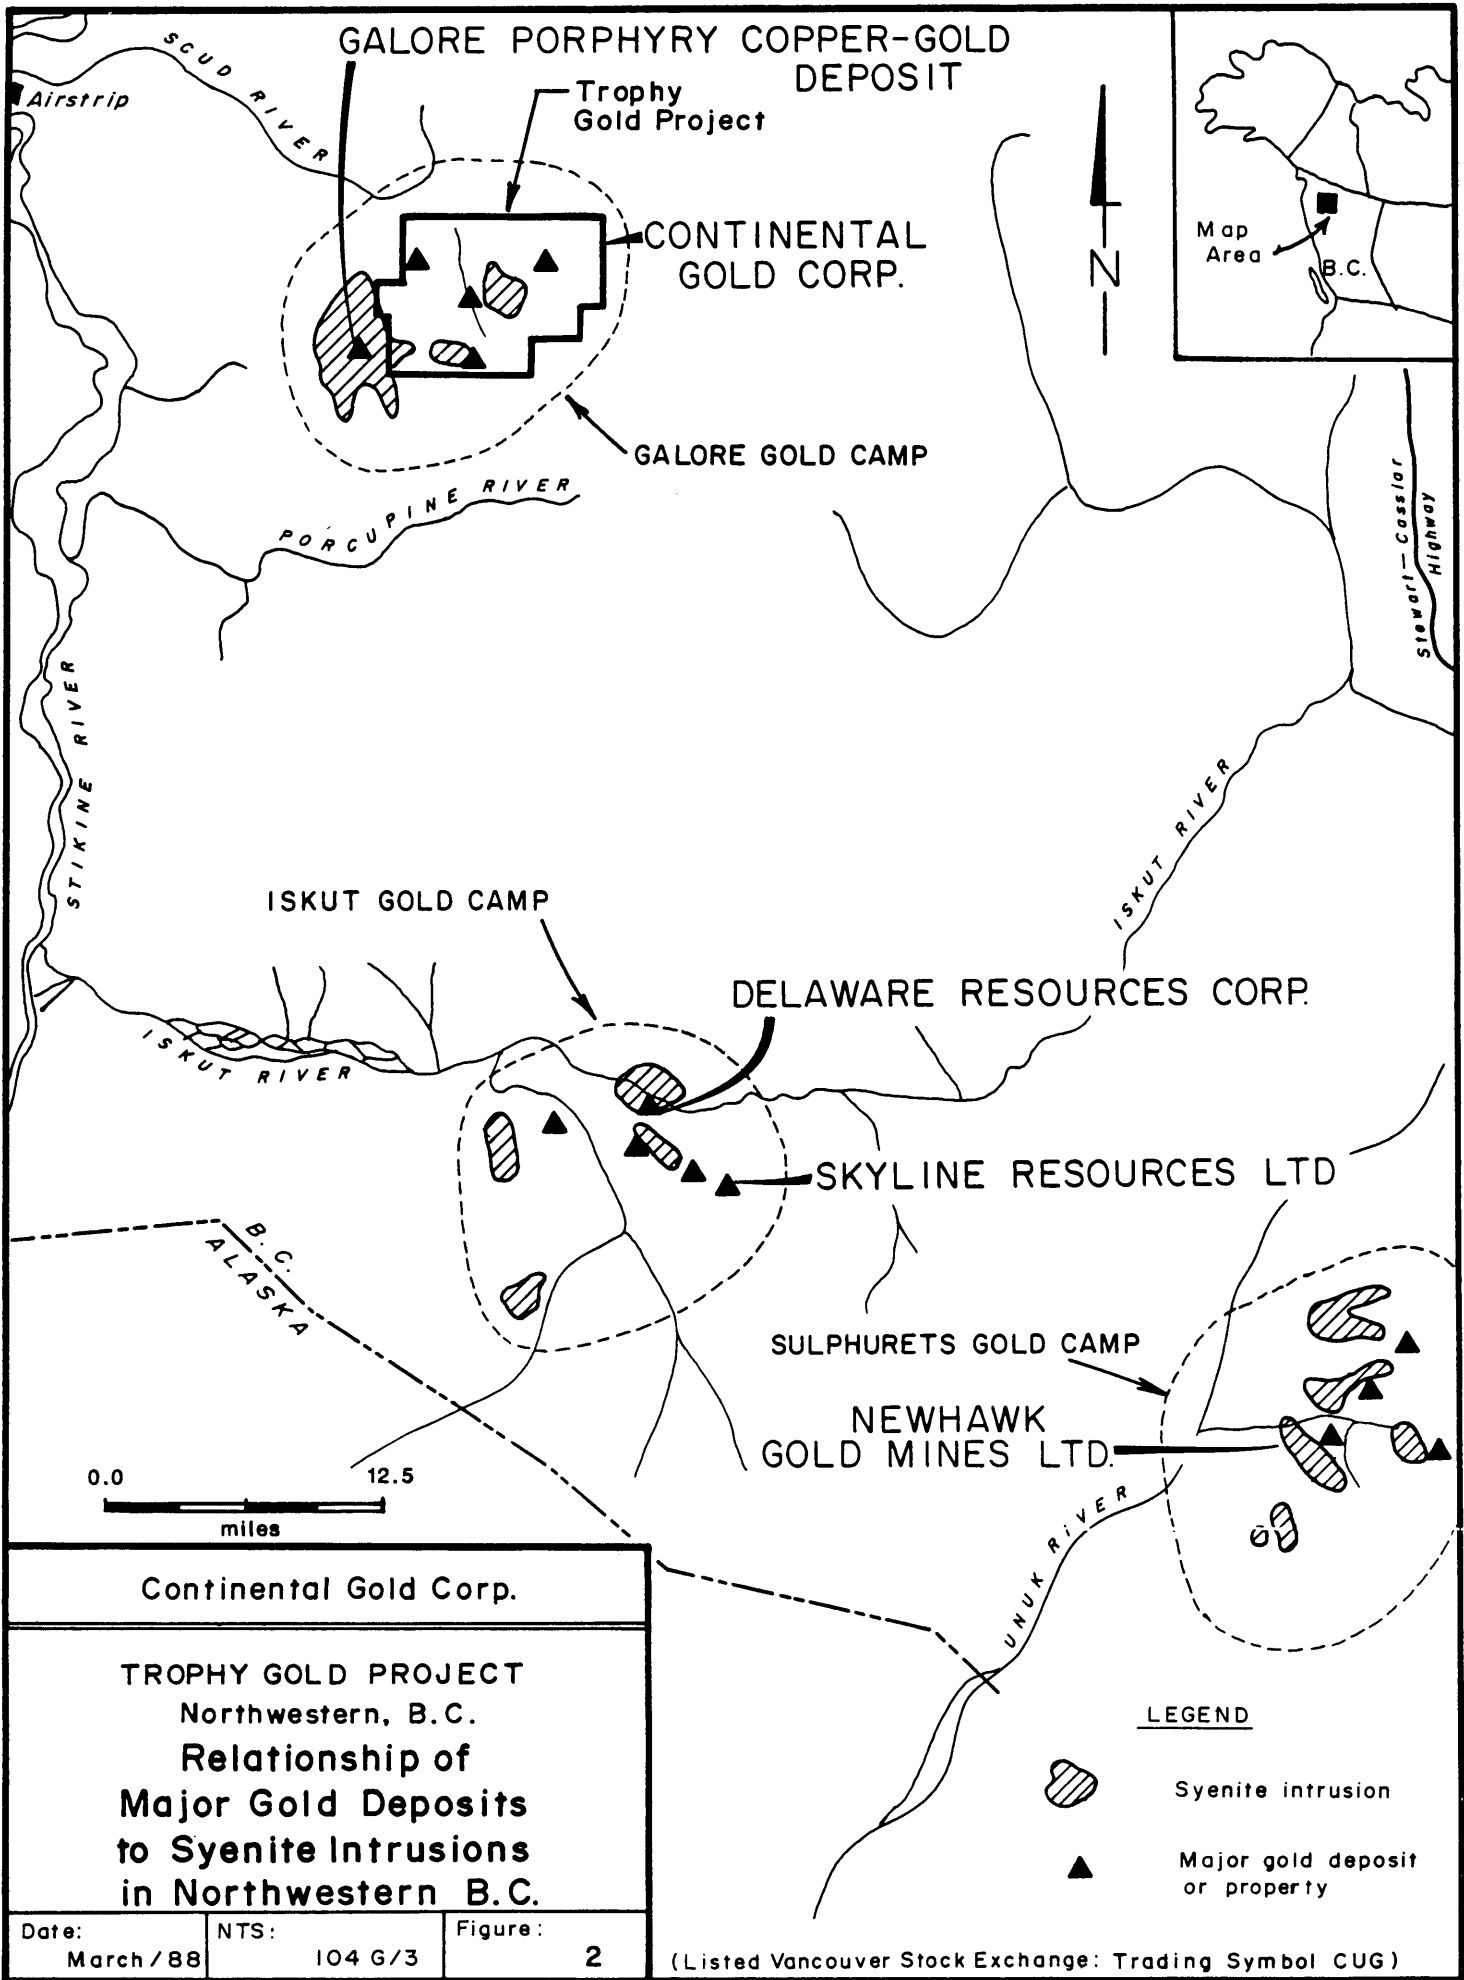 GALORE PORPHYRY COPPER-GOLD
DEPOSIT
SCUD RIVER
Airstrip
Trophy
Gold Project
CONTINENTAL
GOLD CORP.
N
Map
Area
B.C.
GALORE GOLD CAMP
PORCUPINE RIVER
Stewart-Cassiar
Highway
STIKINE RIVER
ISKUT RIVER
ISKUT GOLD CAMP
DELAWARE RESOURCES CORP.
ISKUT RIVER
SKYLINE RESOURCES LTD
B.C.
ALASKA
SULPHURETS GOLD CAMP
NEWHAWK
GOLD MINES LTD.
0.0 12.5
miles
UNUK RIVER
Continental Gold Corp.
TROPHY GOLD PROJECT
Northwestern, B.C.
Relationship of
Major Gold Deposits
to Syenite Intrusions
in Northwestern B.C.
Date:
March/88
NTS:
104 G/3
Figure:
2
LEGEND
Syenite intrusion
Major gold deposit
or property
(Listed Vancouver Stock Exchange: Trading Symbol CUG)